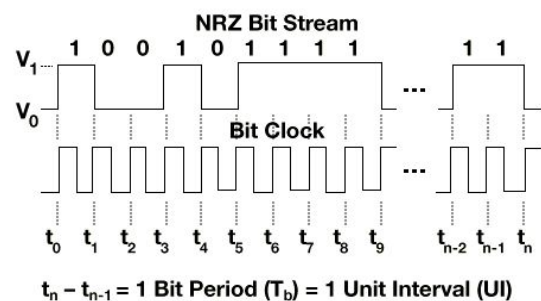 NRZ Bit Stream
V1 1 0 0 1 0 1 1 1 1 ... 1 1
V0
Bit Clock
...
t0 t1 t2 t3 t4 t5 t6 t7 t8 t9 tn-2 tn-1 tn
tn – tn-1 = 1 Bit Period (Tb) = 1 Unit Interval (UI)